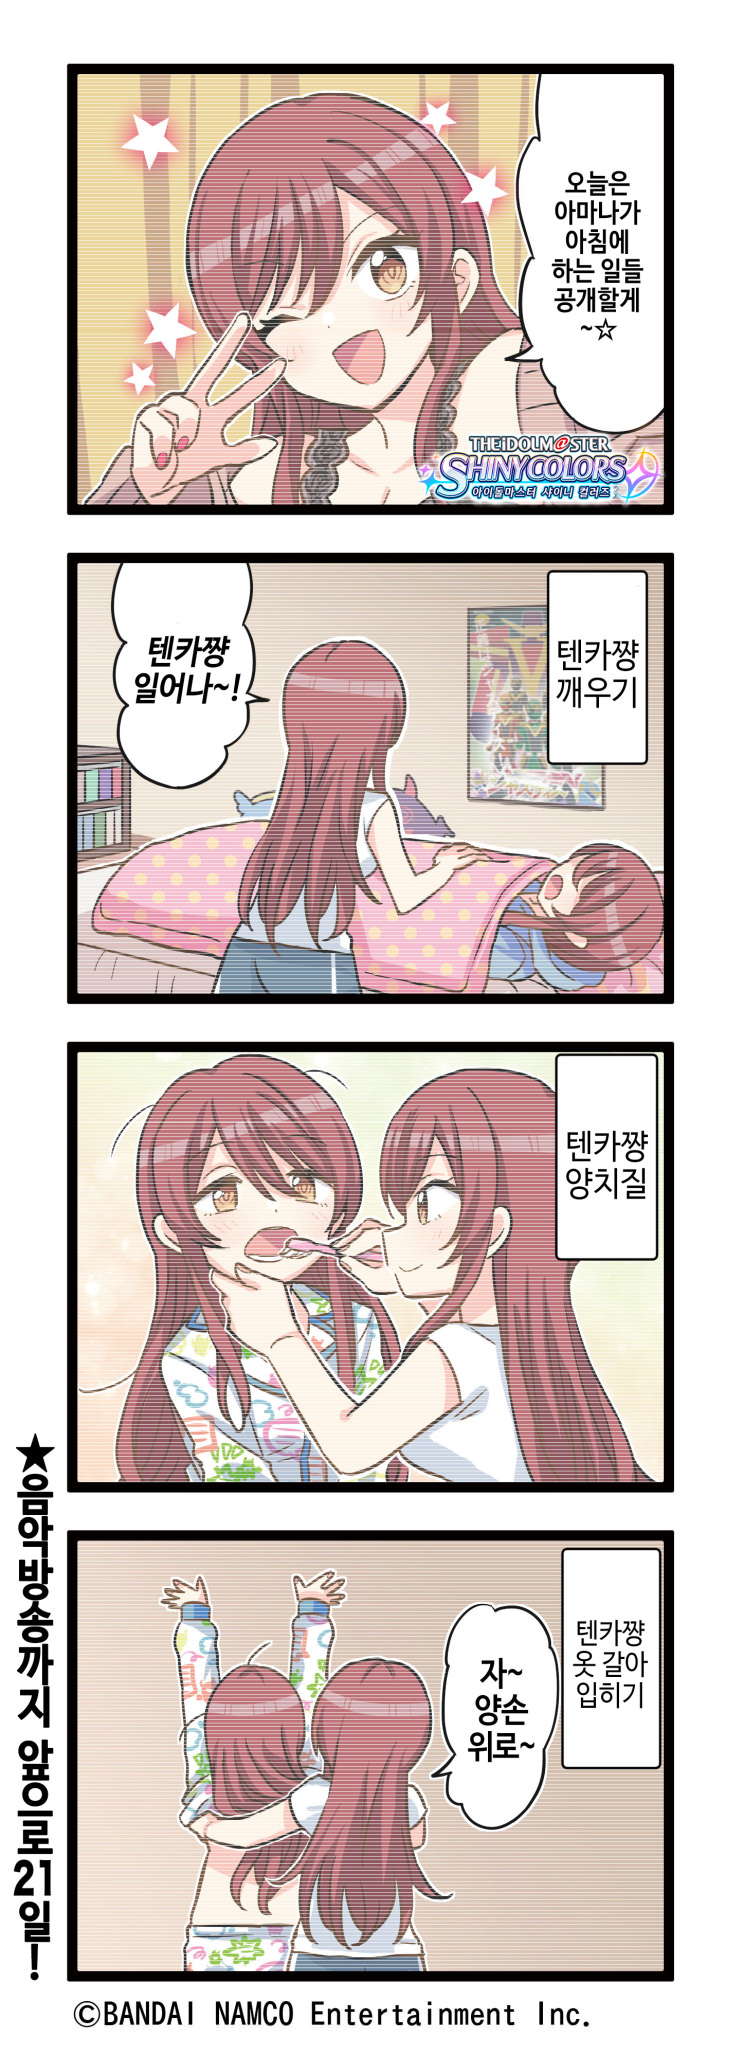 오늘은
아마나가
아침에
하는 일들
공개할게
~☆
THE IDOLM@STER
SHINYCOLORS
아이돌마스터 샤이니 컬러즈
텐카쨩
깨우기
텐카쨩
일어나~!
텐카쨩
양치질
텐카쨩
옷 갈아
입히기
자~
양손
위로~
★음악방송까지 앞으로 21일!
©BANDAI NAMCO Entertainment Inc.